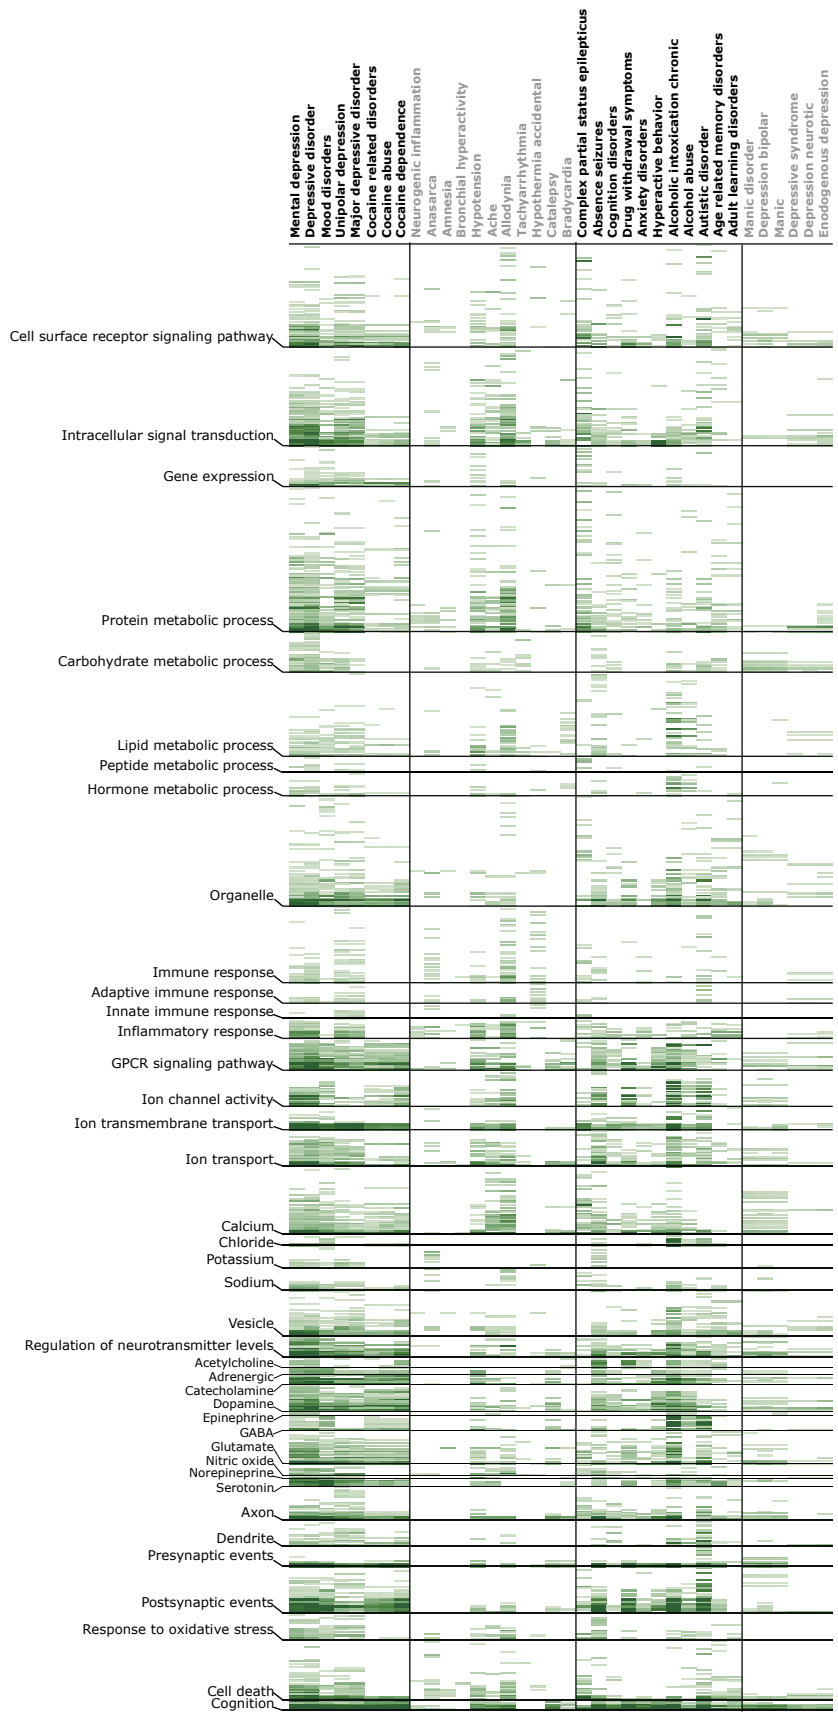 Mental depression
Depressive disorder
Mood disorders
Unipolar depression
Major depressive disorder
Cocaine related disorders
Cocaine abuse
Cocaine dependence
Neurogenic inflammation
Anasarca
Amnesia
Bronchial hyperactivity
Hypotension
Ache
Allodynia
Tachyarrhythmia
Hypothermia accidental
Catalepsy
Bradycardia
Complex partial status epilepticus
Absence seizures
Cognition disorders
Drug withdrawal symptoms
Anxiety disorders
Hyperactive behavior
Alcoholic intoxication chronic
Alcohol abuse
Autistic disorder
Age related memory disorders
Adult learning disorders
Manic disorder
Depression bipolar
Manic
Depressive syndrome
Depression neurotic
Endogenous depression
Cell surface receptor signaling pathway
Intracellular signal transduction
Gene expression
Protein metabolic process
Carbohydrate metabolic process
Lipid metabolic process
Peptide metabolic process
Hormone metabolic process
Organelle
Immune response
Adaptive immune response
Innate immune response
Inflammatory response
GPCR signaling pathway
Ion channel activity
Ion transmembrane transport
Ion transport
Calcium
Chloride
Potassium
Sodium
Vesicle
Regulation of neurotransmitter levels
Acetylcholine
Adrenergic
Catecholamine
Dopamine
Epinephrine
GABA
Glutamate
Nitric oxide
Norepineprine
Serotonin
Axon
Dendrite
Presynaptic events
Postsynaptic events
Response to oxidative stress
Cell death
Cognition